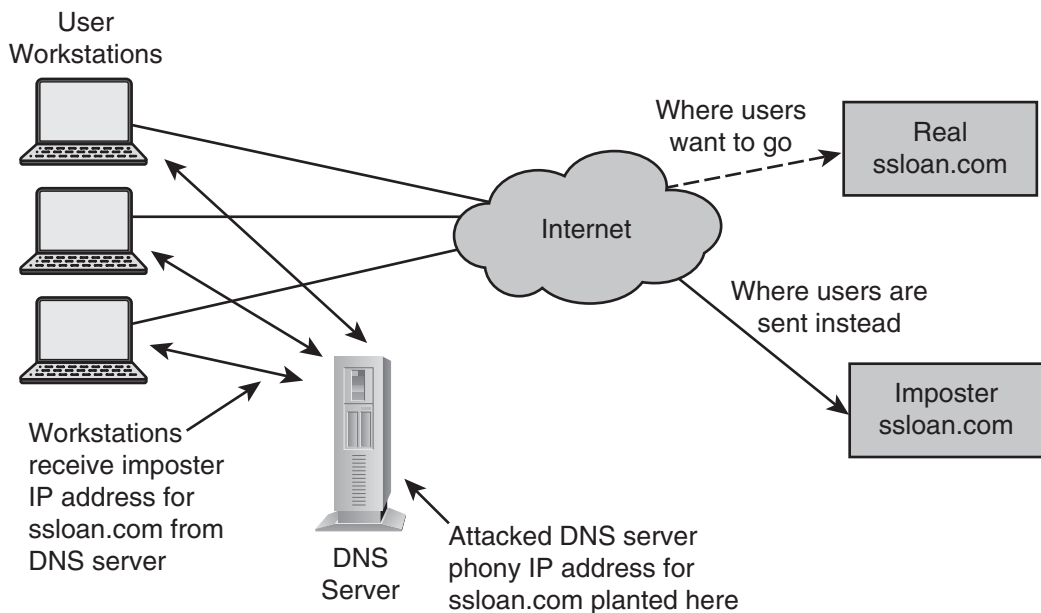 User
Workstations
Internet
Where users
want to go
Real
ssloan.com
Where users are
sent instead
Imposter
ssloan.com
Workstations
receive imposter
IP address for
ssloan.com from
DNS server
DNS
Server
Attacked DNS server
phony IP address for
ssloan.com planted here